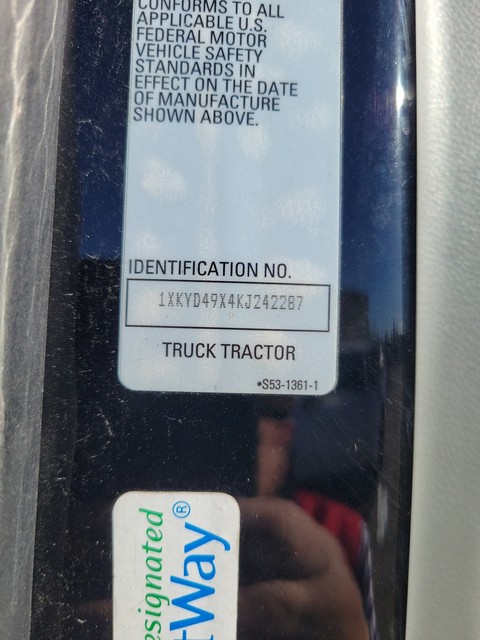 CONFORMS TO ALL
APPLICABLE U.S.
FEDERAL MOTOR
VEHICLE SAFETY
STANDARDS IN
EFFECT ON THE DATE
OF MANUFACTURE
SHOWN ABOVE.
IDENTIFICATION NO.
1XKYD49X4KJ242287
TRUCK TRACTOR
•S53-1361-1
esignated
tWay®